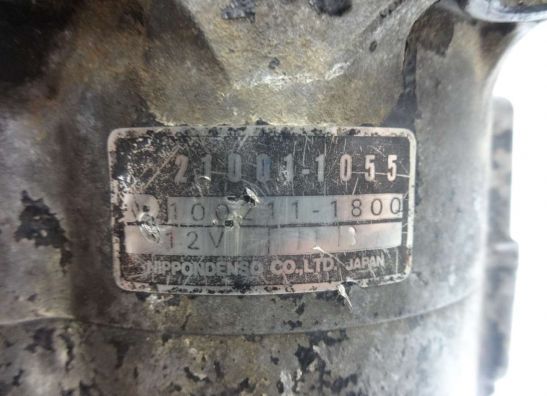 21001-1055
100211-1800
12V
NIPPONDENSO CO., LTD. JAPAN